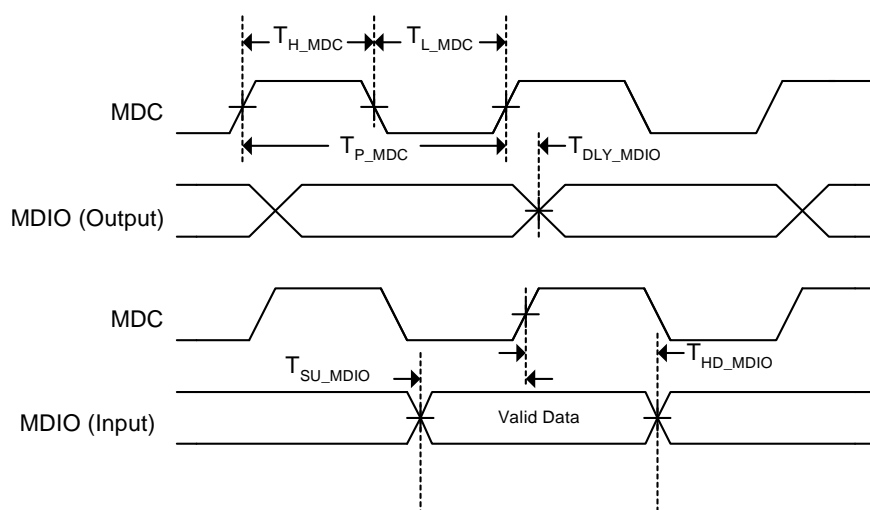 T_H_MDC T_L_MDC
MDC
T_P_MDC T_DLY_MDIO
MDIO (Output)
MDC
T_SU_MDIO T_HD_MDIO
MDIO (Input) Valid Data